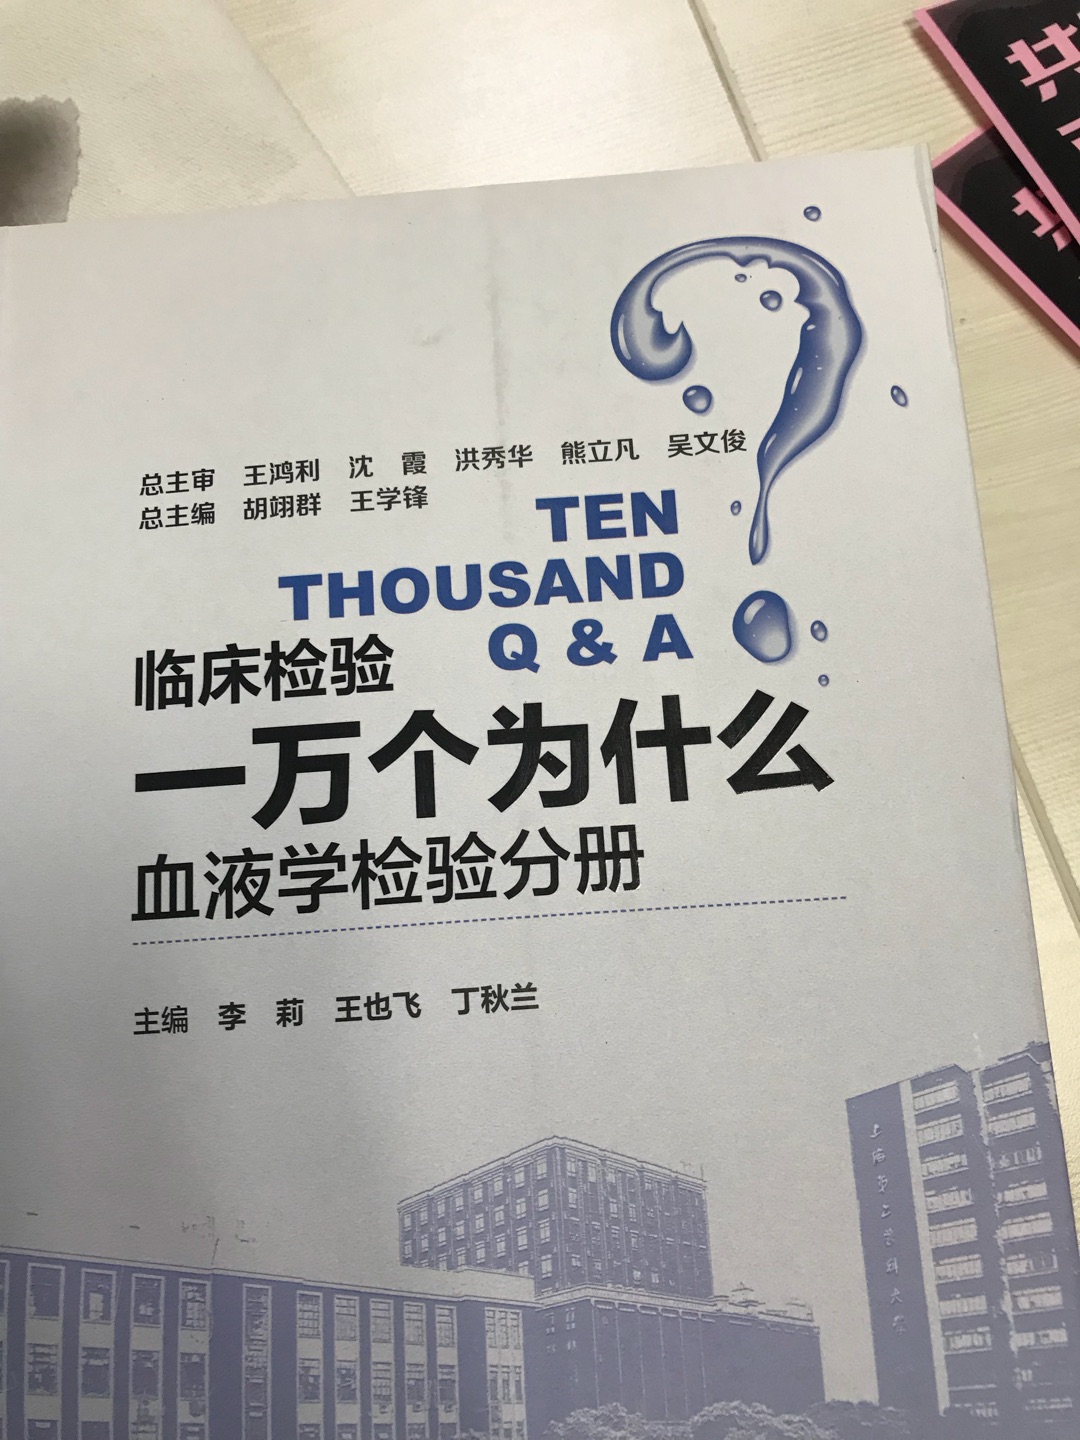 共
总主审 王鸿利 沈 霞 洪秀华 熊立凡 吴文俊
总主编 胡翊群 王学锋
TEN
THOUSAND
Q & A
临床检验
一万个为什么
血液学检验分册
主编 李 莉 王也飞 丁秋兰